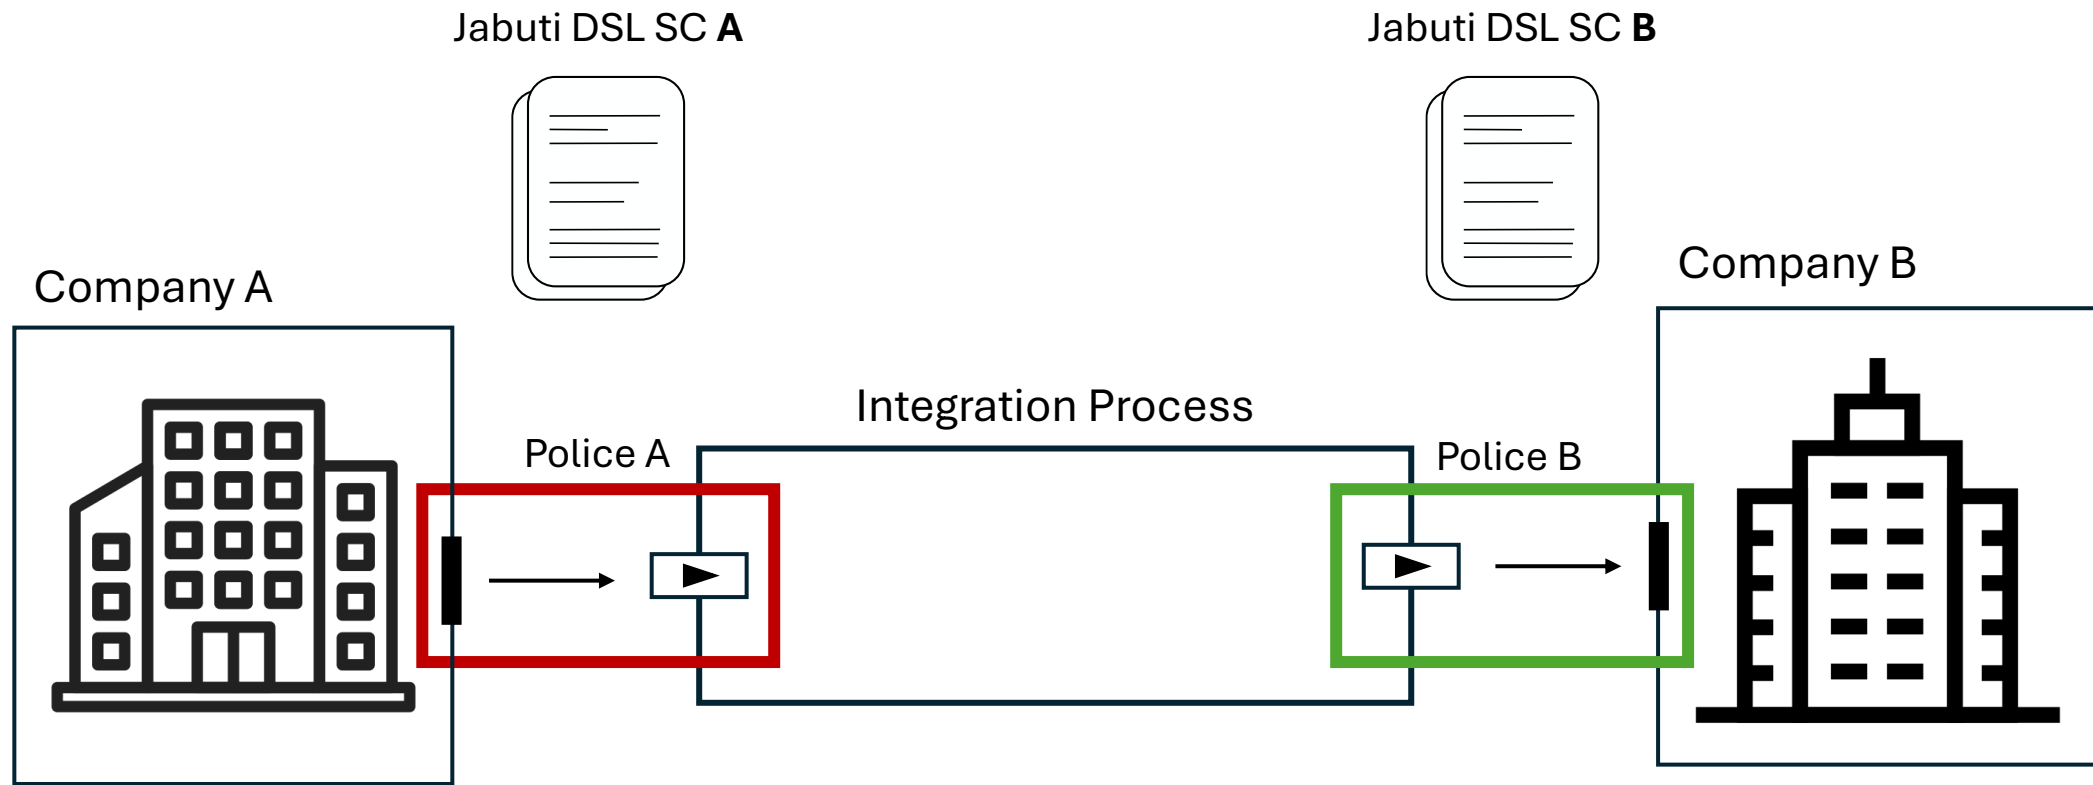 Jabuti DSL SC A
Jabuti DSL SC B
Company A
Company B
Integration Process
Police A
Police B